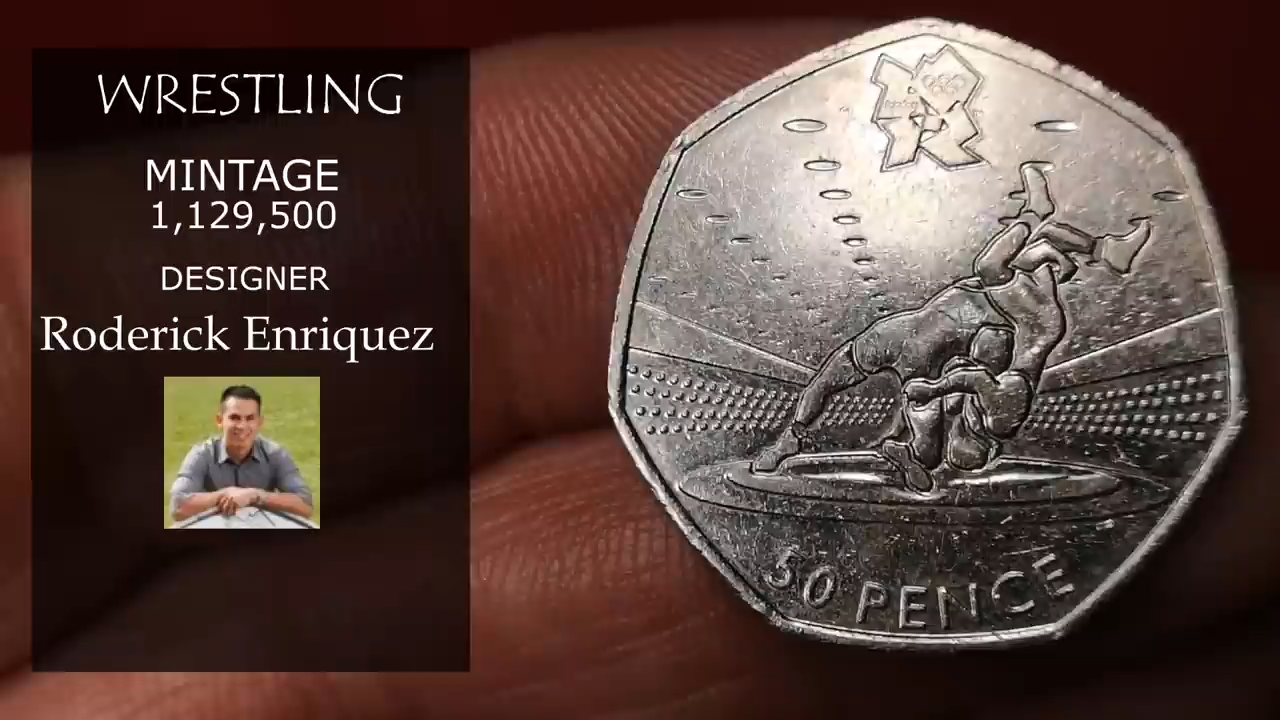 WRESTLING
MINTAGE
1,129,500
DESIGNER
Roderick Enriquez
50 PENCE